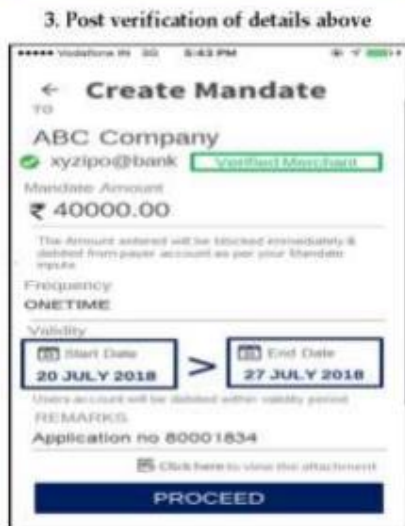 3. Post verification of details above
Vodafone IN 3G 5:43 PM
← Create Mandate
TO
ABC Company
xyzipo@bank Verified Merchant
Mandate Amount
₹ 40000.00
The Amount entered will be blocked immediately &
debited from payer account as per your Mandate
inputs
Frequency
ONETIME
Validity
Start Date > End Date
20 JULY 2018 27 JULY 2018
Users account will be debited within validity period
REMARKS
Application no 80001834
Click here to view the attachment
PROCEED